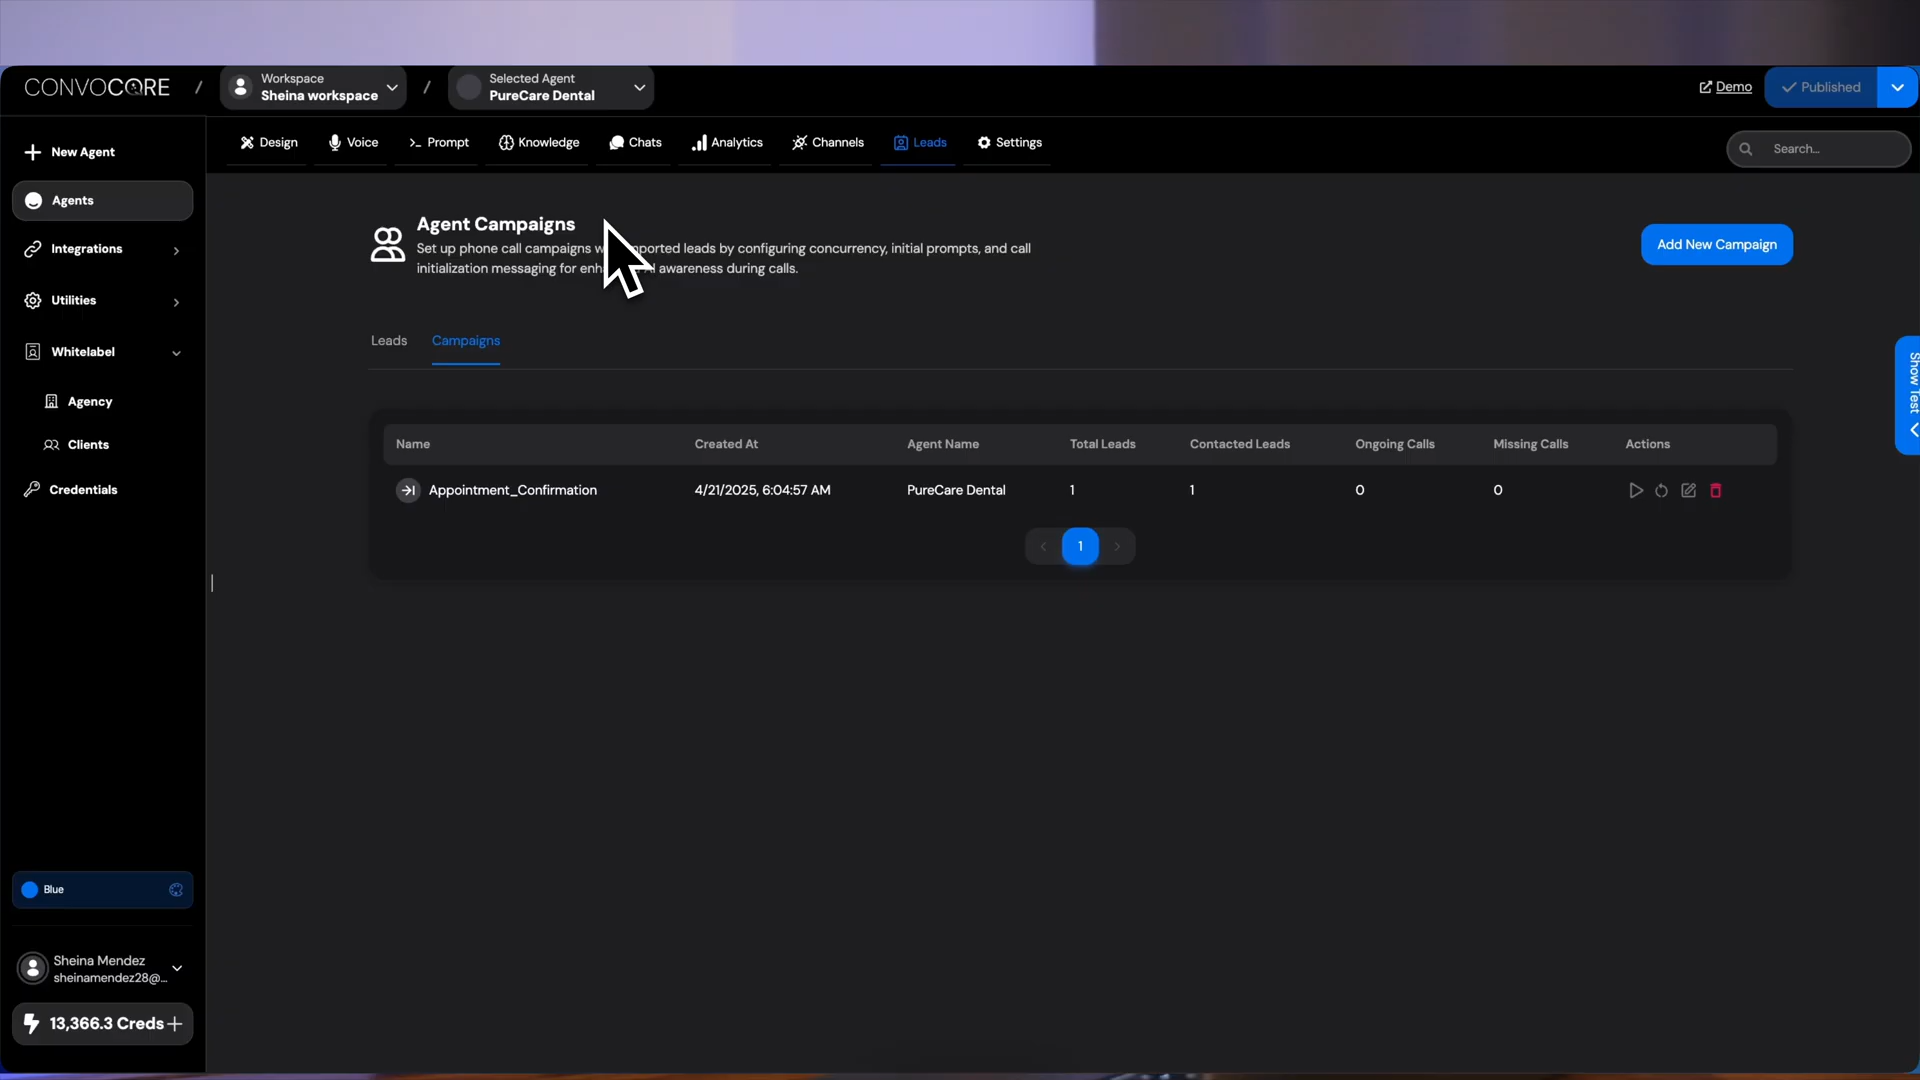 CONVOCORE
/
Workspace
Sheina workspace
/
Selected Agent
PureCare Dental
Demo
Published
New Agent
Agents
Integrations
Utilities
Whitelabel
Agency
Clients
Credentials
Blue
Sheina Mendez
sheinamendez28@...
13,366.3 Creds
Design
Voice
Prompt
Knowledge
Chats
Analytics
Channels
Leads
Settings
Search...
Agent Campaigns
Set up phone call campaigns leads by configuring concurrency, initial prompts, and call
initialization messaging for AI awareness during calls.
Add New Campaign
Leads
Campaigns
Name Created At Agent Name Total Leads Contacted Leads Ongoing Calls Missing Calls Actions
Appointment_Confirmation 4/21/2025, 6:04:57 AM PureCare Dental 1 1 0 0
1
Show Test